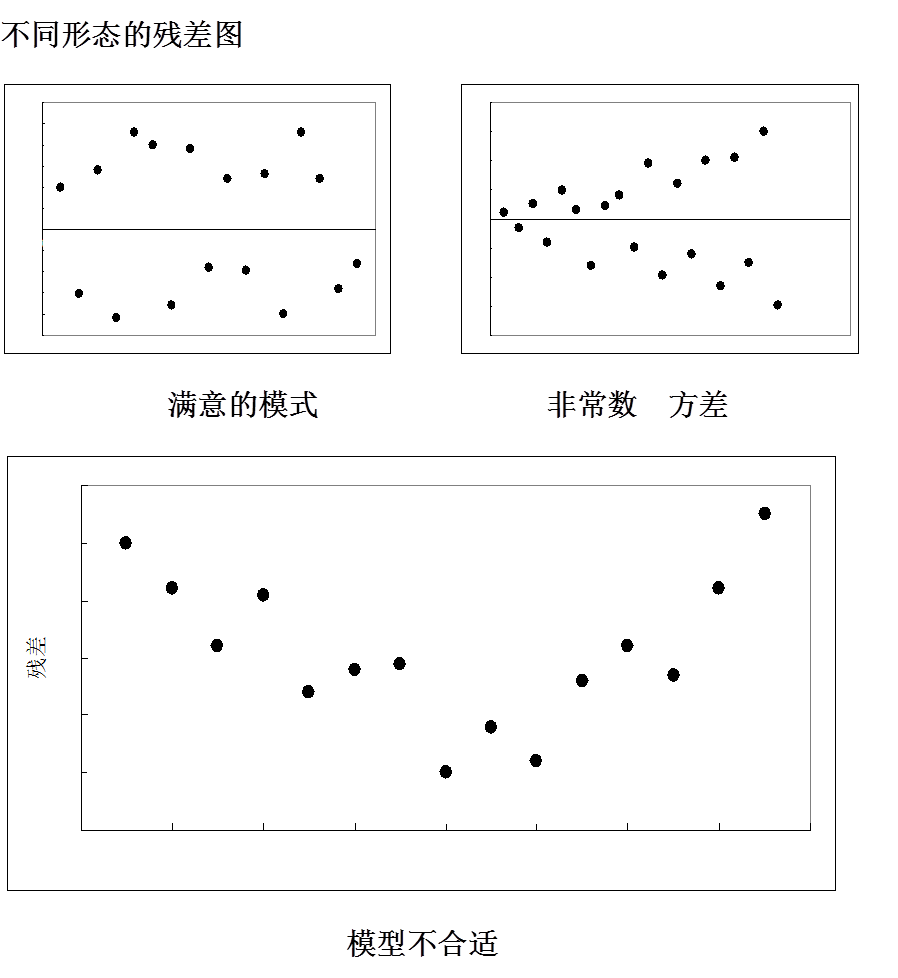 不同形态的残差图
满意的模式
非常数 方差
残差
模型不合适